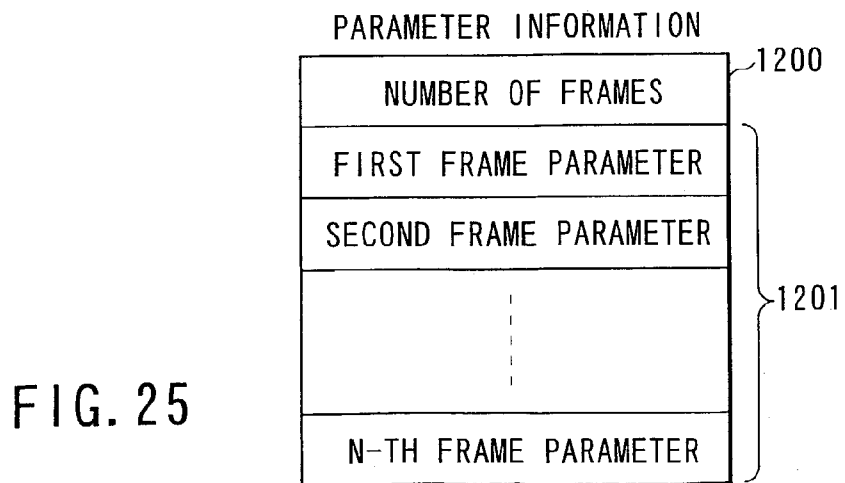 PARAMETER INFORMATION
1200
NUMBER OF FRAMES
FIRST FRAME PARAMETER
SECOND FRAME PARAMETER
1201
N-TH FRAME PARAMETER
FIG. 25